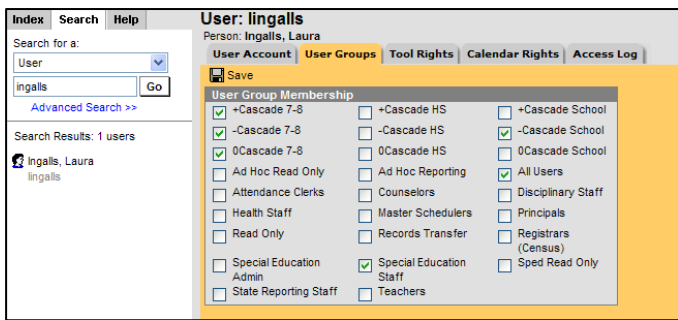 Index Search Help
Search for a:
User
ingalls Go
Advanced Search >>
Search Results: 1 users
Ingalls, Laura
lingalls
User: lingalls
Person: Ingalls, Laura
User Account User Groups Tool Rights Calendar Rights Access Log
Save
User Group Membership
+Cascade 7-8 +Cascade HS +Cascade School
-Cascade 7-8 -Cascade HS -Cascade School
0Cascade 7-8 0Cascade HS 0Cascade School
Ad Hoc Read Only Ad Hoc Reporting All Users
Attendance Clerks Counselors Disciplinary Staff
Health Staff Master Schedulers Principals
Read Only Records Transfer Registrars
(Census)
Special Education Special Education Sped Read Only
Admin Staff
State Reporting Staff Teachers